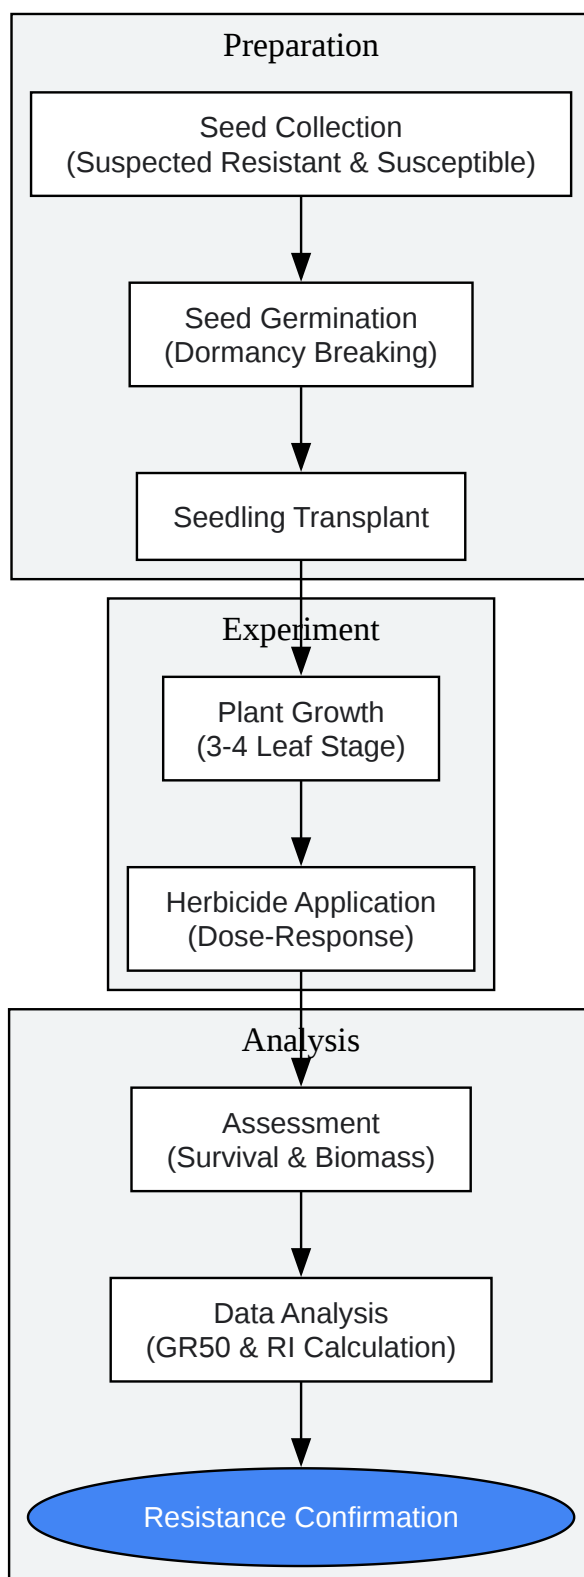 Preparation
Seed Collection
(Suspected Resistant & Susceptible)
Seed Germination
(Dormancy Breaking)
Seedling Transplant
Experiment
Plant Growth
(3-4 Leaf Stage)
Herbicide Application
(Dose-Response)
Analysis
Assessment
(Survival & Biomass)
Data Analysis
(GR50 & RI Calculation)
Resistance Confirmation